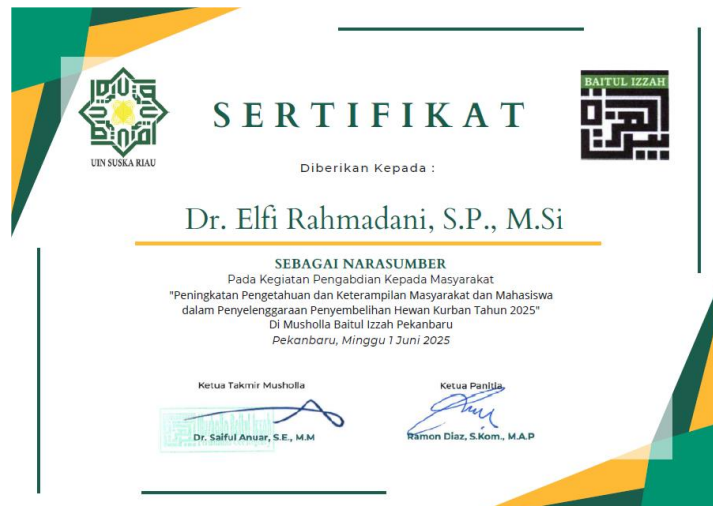 UIN SUSKA RIAU
BAITUL IZZAH
SERTIFIKAT
Diberikan Kepada :
Dr. Elfi Rahmadani, S.P., M.Si
SEBAGAI NARASUMBER
Pada Kegiatan Pengabdian Kepada Masyarakat
"Peningkatan Pengetahuan dan Keterampilan Masyarakat dan Mahasiswa
dalam Penyelenggaraan Penyembelihan Hewan Kurban Tahun 2025"
Di Musholla Baitul Izzah Pekanbaru
Pekanbaru, Minggu 1 Juni 2025
Ketua Takmir Musholla
Ketua Panitia
Dr. Saiful Anuar, S.E., M.M
Ramon Diaz, S.Kom., M.A.P